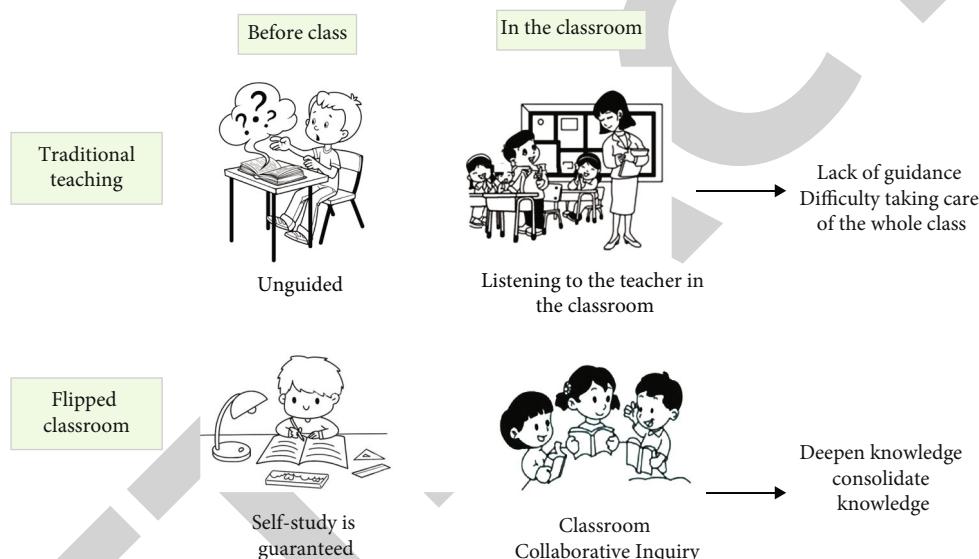 Before class
In the classroom
Traditional
teaching
Unguided
Listening to the teacher in
the classroom
Lack of guidance
Difficulty taking care
of the whole class
Flipped
classroom
Self-study is
guaranteed
Classroom
Collaborative Inquiry
Deepen knowledge
consolidate
knowledge